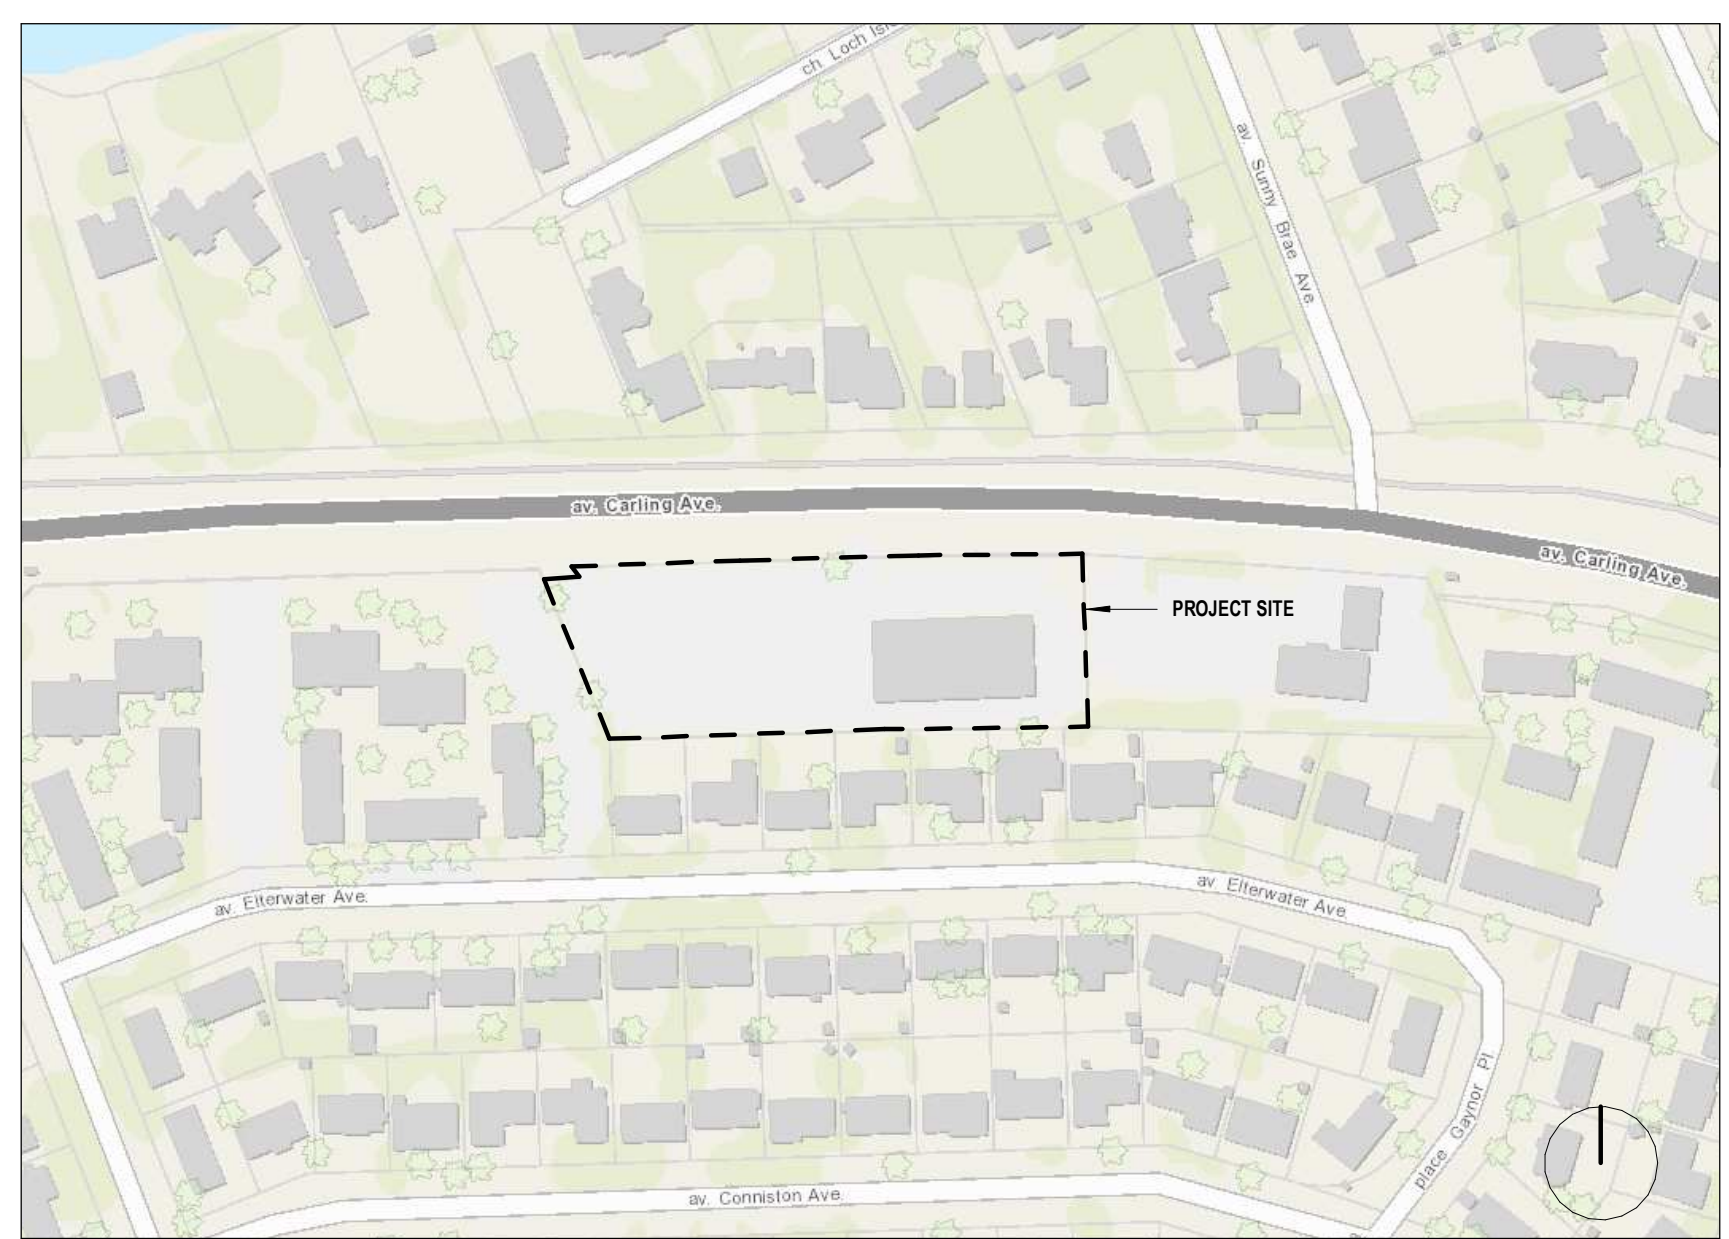 ch Loch Isle
av. Sunny Brae Ave.
av. Carling Ave.
av. Carling Ave.
PROJECT SITE
av. Elterwater Ave.
av. Elterwater Ave.
place Gaynor Pl
av. Conniston Ave.